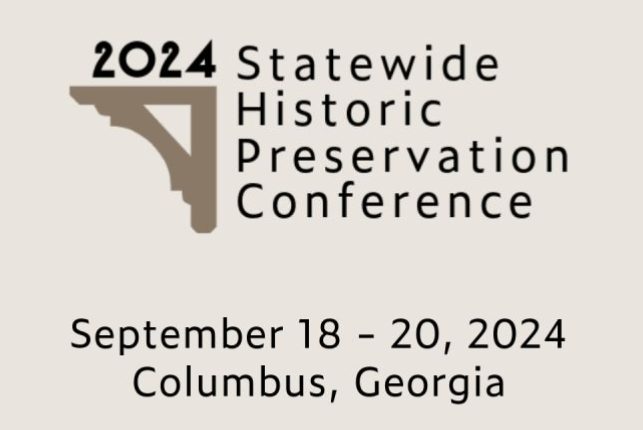 2024 Statewide
Historic
Preservation
Conference
September 18 - 20, 2024
Columbus, Georgia